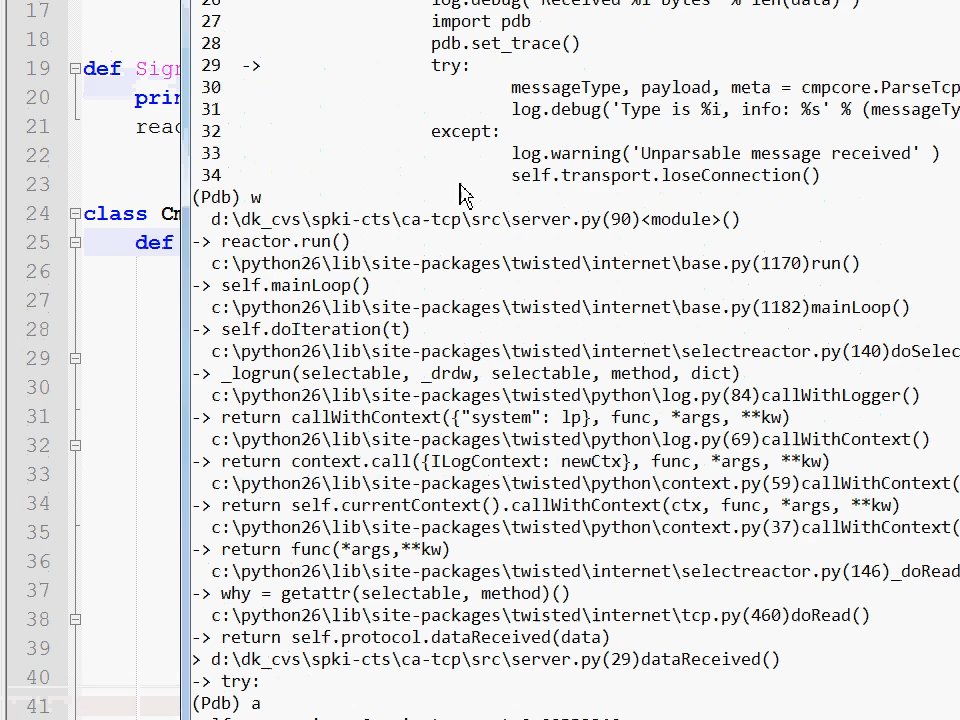 17
18
19 def Sign
20 prin
21 reac
22
23
24 class Cm
25 def
26
27
28
29
30
31
32
33
34
35
36
37
38
39
40
41
26 log.debug('Received %i bytes' % len(data) )
27 import pdb
28 pdb.set_trace()
29 -> try:
30 messageType, payload, meta = cmpcore.ParseTcp
31 log.debug('Type is %i, info: %s' % (messageTy
32 except:
33 log.warning('Unparsable message received' )
34 self.transport.loseConnection()
(Pdb) w
d:\dk_cvs\spki-cts\ca-tcp\src\server.py(90)<module>()
-> reactor.run()
c:\python26\lib\site-packages\twisted\internet\base.py(1170)run()
-> self.mainLoop()
c:\python26\lib\site-packages\twisted\internet\base.py(1182)mainLoop()
-> self.doIteration(t)
c:\python26\lib\site-packages\twisted\internet\selectreactor.py(140)doSelec
-> _logrun(selectable, _drdw, selectable, method, dict)
c:\python26\lib\site-packages\twisted\python\log.py(84)callWithLogger()
-> return callWithContext({"system": lp}, func, *args, **kw)
c:\python26\lib\site-packages\twisted\python\log.py(69)callWithContext()
-> return context.call({ILogContext: newCtx}, func, *args, **kw)
c:\python26\lib\site-packages\twisted\python\context.py(59)callWithContext(
-> return self.currentContext().callWithContext(ctx, func, *args, **kw)
c:\python26\lib\site-packages\twisted\python\context.py(37)callWithContext(
-> return func(*args,**kw)
c:\python26\lib\site-packages\twisted\internet\selectreactor.py(146)_doRead
-> why = getattr(selectable, method)()
c:\python26\lib\site-packages\twisted\internet\tcp.py(460)doRead()
-> return self.protocol.dataReceived(data)
> d:\dk_cvs\spki-cts\ca-tcp\src\server.py(29)dataReceived()
-> try:
(Pdb) a